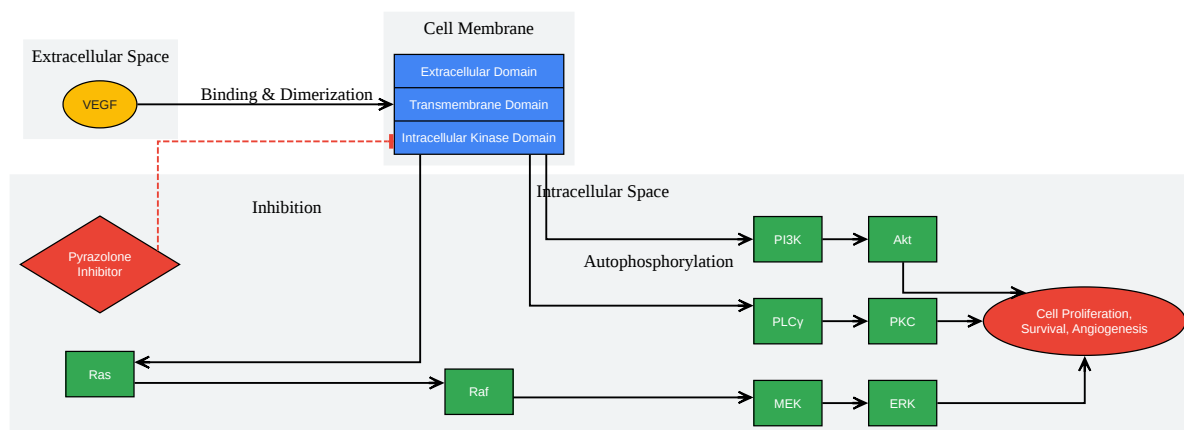 Cell Membrane
Extracellular Space
Extracellular Domain
VEGF
Binding & Dimerization
Transmembrane Domain
Intracellular Kinase Domain
Intracellular Space
Inhibition
PI3K
Akt
Pyrazolone
Inhibitor
Autophosphorylation
PLCγ
PKC
Cell Proliferation,
Survival, Angiogenesis
Ras
Raf
MEK
ERK